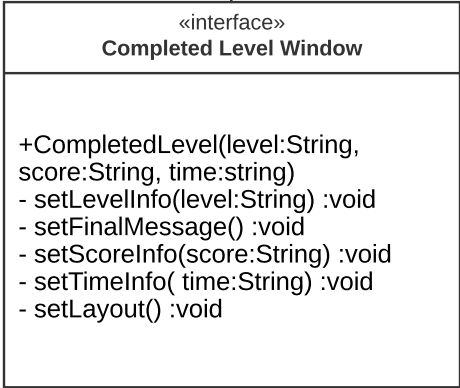 «interface»
Completed Level Window
+CompletedLevel(level:String,
score:String, time:string)
- setLevelInfo(level:String) :void
- setFinalMessage() :void
- setScoreInfo(score:String) :void
- setTimeInfo( time:String) :void
- setLayout() :void